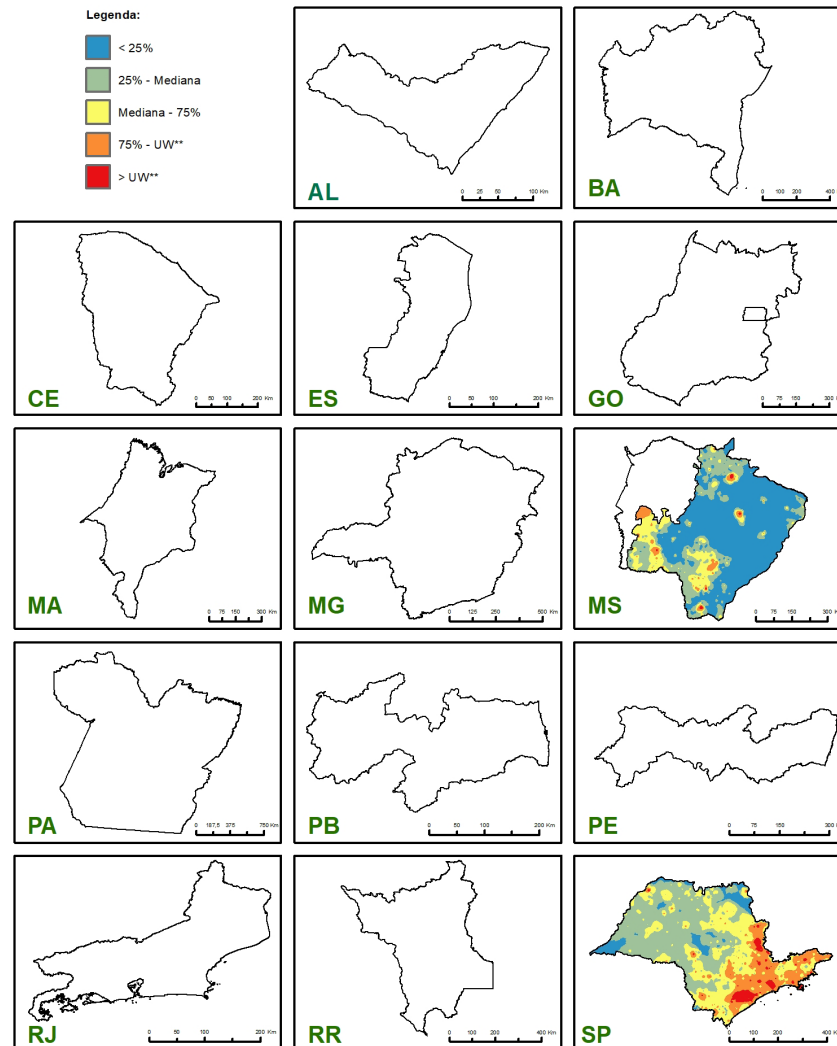 Legenda:
< 25%
25% - Mediana
Mediana - 75%
75% - UW**
> UW**
AL
0 25 50 100 Km
BA
0 100 200 400
CE
0 50 100 200 Km
ES
0 50 100 200 Km
GO
0 75 150 300
MA
0 75 150 300 Km
MG
0 125 250 500 Km
MS
0 75 150 300
PA
0 187,5 375 750 Km
PB
0 50 100 200 Km
PE
0 75 150 300
RJ
0 50 100 200 Km
RR
0 100 200 400 Km
SP
0 100 200 400